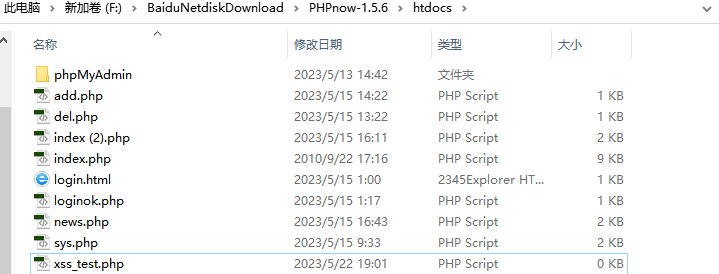 此电脑 > 新加卷 (F:) > BaiduNetdiskDownload > PHPnow-1.5.6 > htdocs >
名称 修改日期 类型 大小
phpMyAdmin 2023/5/13 14:42 文件夹
add.php 2023/5/15 14:22 PHP Script 1 KB
del.php 2023/5/15 13:22 PHP Script 1 KB
index (2).php 2023/5/15 16:11 PHP Script 2 KB
index.php 2010/9/22 17:16 PHP Script 9 KB
login.html 2023/5/15 1:00 2345Explorer HT... 1 KB
loginok.php 2023/5/15 1:17 PHP Script 1 KB
news.php 2023/5/15 16:43 PHP Script 2 KB
sys.php 2023/5/15 9:33 PHP Script 2 KB
xss_test.php 2023/5/22 19:01 PHP Script 0 KB